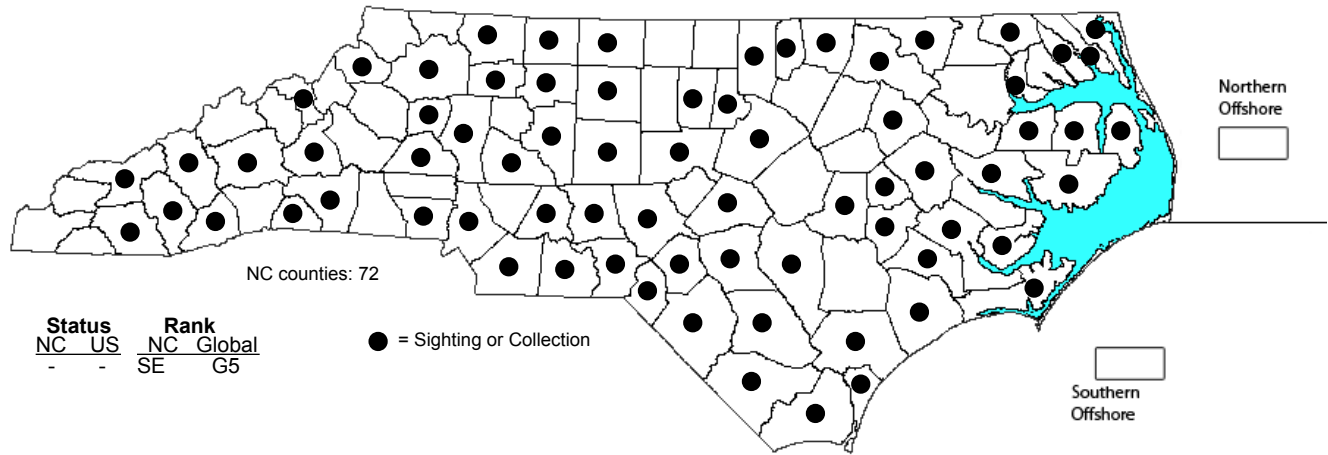 Northern
Offshore
NC counties: 72
Status Rank
NC US NC Global
- - SE G5
= Sighting or Collection
Southern
Offshore